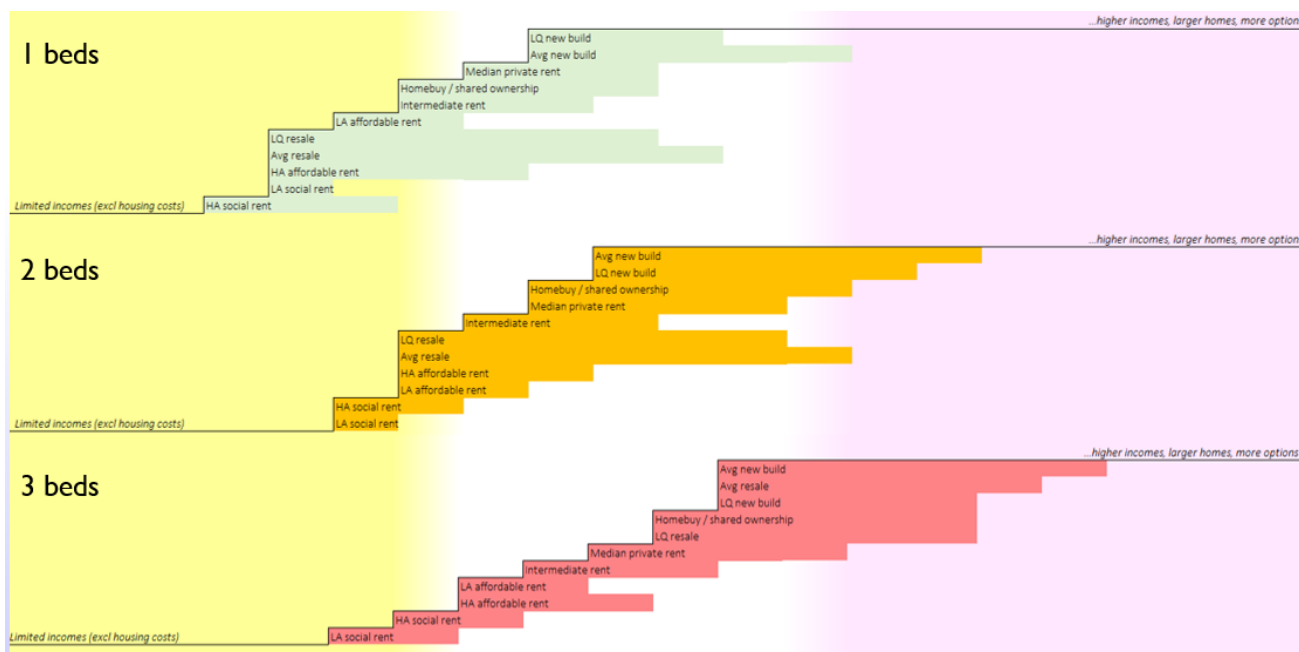 ...higher incomes, larger homes, more option
1 beds
LQ new build
Avg new build
Median private rent
Homebuy / shared ownership
Intermediate rent
LA affordable rent
LQ resale
Avg resale
HA affordable rent
LA social rent
Limited incomes (excl housing costs)
HA social rent
...higher incomes, larger homes, more option
2 beds
Avg new build
LQ new build
Homebuy / shared ownership
Median private rent
Intermediate rent
LQ resale
Avg resale
HA affordable rent
LA affordable rent
HA social rent
Limited incomes (excl housing costs)
LA social rent
...higher incomes, larger homes, more options
3 beds
Avg new build
Avg resale
LQ new build
Homebuy / shared ownership
LQ resale
Median private rent
Intermediate rent
LA affordable rent
HA affordable rent
HA social rent
Limited incomes (excl housing costs)
LA social rent